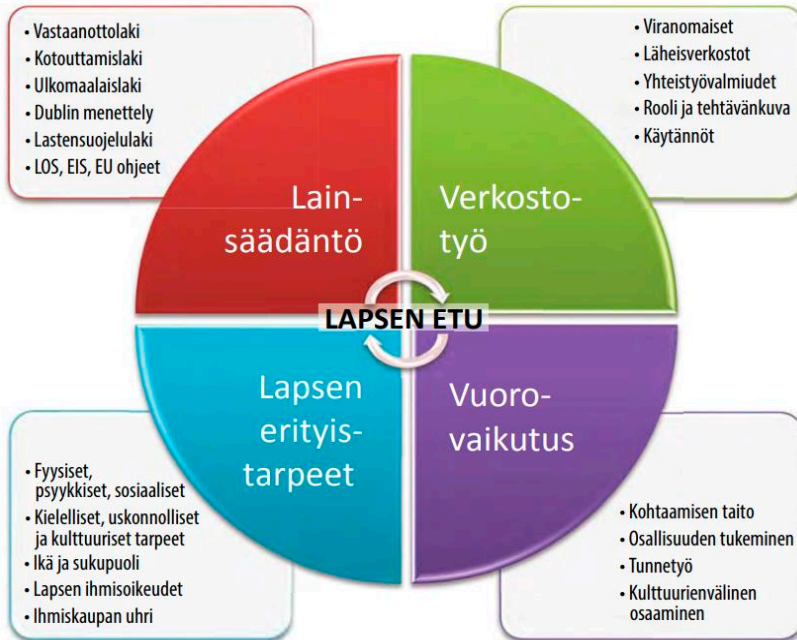 • Vastaanottolaki
• Kotouttamislaki
• Ulkomaalaislaki
• Dublin menettely
• Lastensuojelulaki
• LOS, EIS, EU ohjeet
• Viranomaiset
• Läheisverkostot
• Yhteistyövalmiudet
• Rooli ja tehtävänkuva
• Käytännöt
Lain-
säädäntö
Verkosto-
työ
LAPSEN ETU
Lapsen
erityis-
tarpeet
Vuoro-
vaikutus
• Fyysiset,
psyykkiset, sosiaaliset
• Kielelliset, uskonnolliset
ja kulttuuriset tarpeet
• Ikä ja sukupuoli
• Lapsen ihmisoikeudet
• Ihmiskaupan uhri
• Kohtaamisen taito
• Osallisuuden tukeminen
• Tunnetyö
• Kulttuurienvälinen
osaaminen